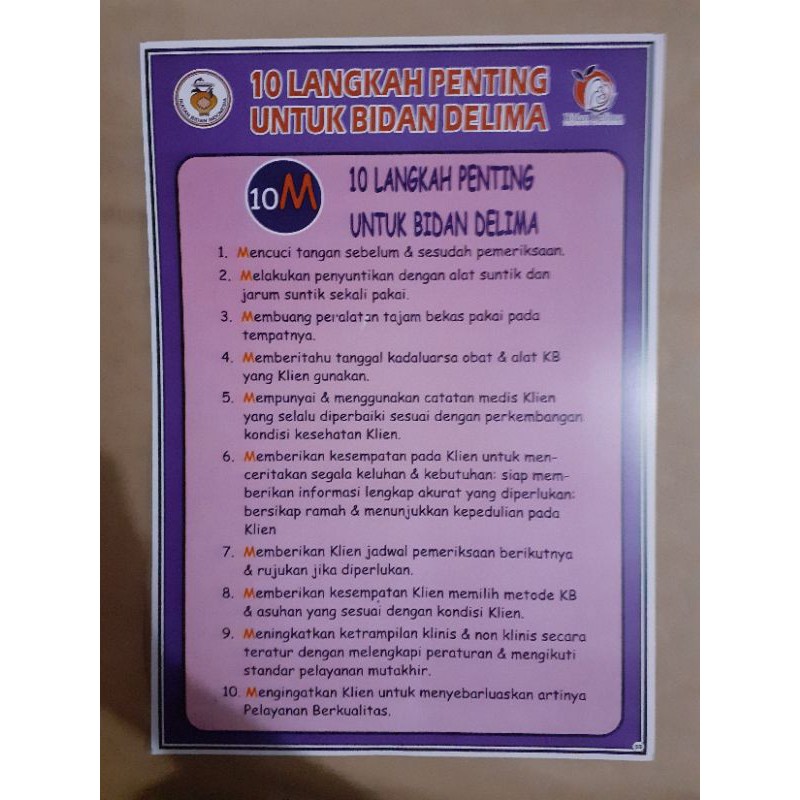 10 LANGKAH PENTING
UNTUK BIDAN DELIMA
IKATAN BIDAN INDONESIA
10M
10 LANGKAH PENTING
UNTUK BIDAN DELIMA
1. Mencuci tangan sebelum & sesudah pemeriksaan.
2. Melakukan penyuntikan dengan alat suntik dan
jarum suntik sekali pakai.
3. Membuang peralatan tajam bekas pakai pada
tempatnya.
4. Memberitahu tanggal kadaluarsa obat & alat KB
yang Klien gunakan.
5. Mempunyai & menggunakan catatan medis Klien
yang selalu diperbaiki sesuai dengan perkembangan
kondisi kesehatan Klien.
6. Memberikan kesempatan pada Klien untuk men-
ceritakan segala keluhan & kebutuhan: siap mem-
berikan informasi lengkap akurat yang diperlukan:
bersikap ramah & menunjukkan kepedulian pada
Klien
7. Memberikan Klien jadwal pemeriksaan berikutnya
& rujukan jika diperlukan.
8. Memberikan kesempatan Klien memilih metode KB
& asuhan yang sesuai dengan kondisi Klien.
9. Meningkatkan ketrampilan klinis & non klinis secara
teratur dengan melengkapi peraturan & mengikuti
standar pelayanan mutakhir.
10. Mengingatkan Klien untuk menyebarluaskan artinya
Pelayanan Berkualitas.